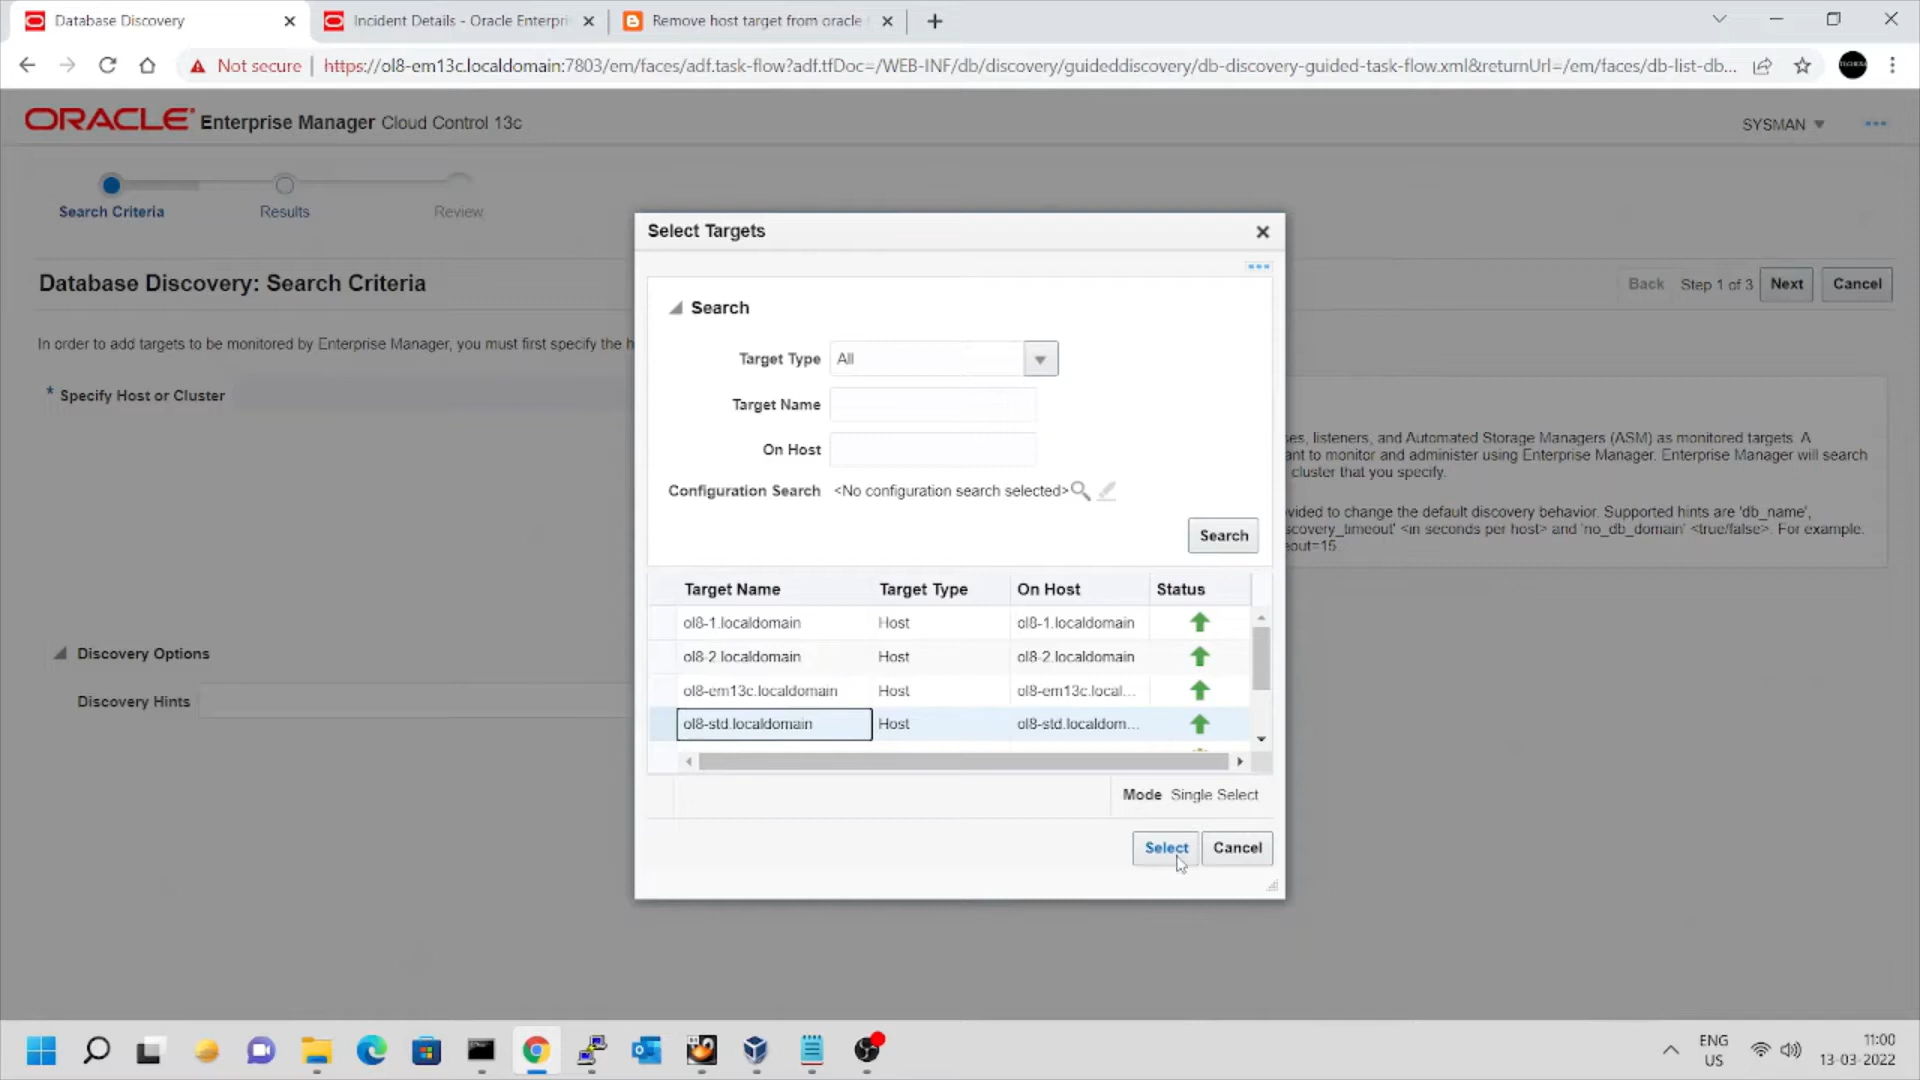 Database Discovery
Incident Details - Oracle Enterpri
Remove host target from oracle
Not secure
https://ol8-em13c.localdomain:7803/em/faces/adf.task-flow?adf.tfDoc=/WEB-INF/db/discovery/guideddiscovery/db-discovery-guided-task-flow.xml&returnUrl=/em/faces/db-list-db...
ORACLE Enterprise Manager Cloud Control 13c
SYSMAN
Search Criteria
Results
Review
Database Discovery: Search Criteria
Back Step 1 of 3 Next Cancel
In order to add targets to be monitored by Enterprise Manager, you must first specify the h
* Specify Host or Cluster
es, listeners, and Automated Storage Managers (ASM) as monitored targets. A
ant to monitor and administer using Enterprise Manager. Enterprise Manager will search
cluster that you specify.
vided to change the default discovery behavior. Supported hints are 'db_name',
scovery_timeout' <in seconds per host> and 'no_db_domain' <true/false>. For example.
out=15
Discovery Options
Discovery Hints
Select Targets
Search
Target Type All
Target Name
On Host
Configuration Search <No configuration search selected>
Search
Target Name Target Type On Host Status
ol8-1.localdomain Host ol8-1.localdomain
ol8-2.localdomain Host ol8-2.localdomain
ol8-em13c.localdomain Host ol8-em13c.local...
ol8-std.localdomain Host ol8-std.localdom...
Mode Single Select
Select Cancel
ENG
US
11:00
13-03-2022